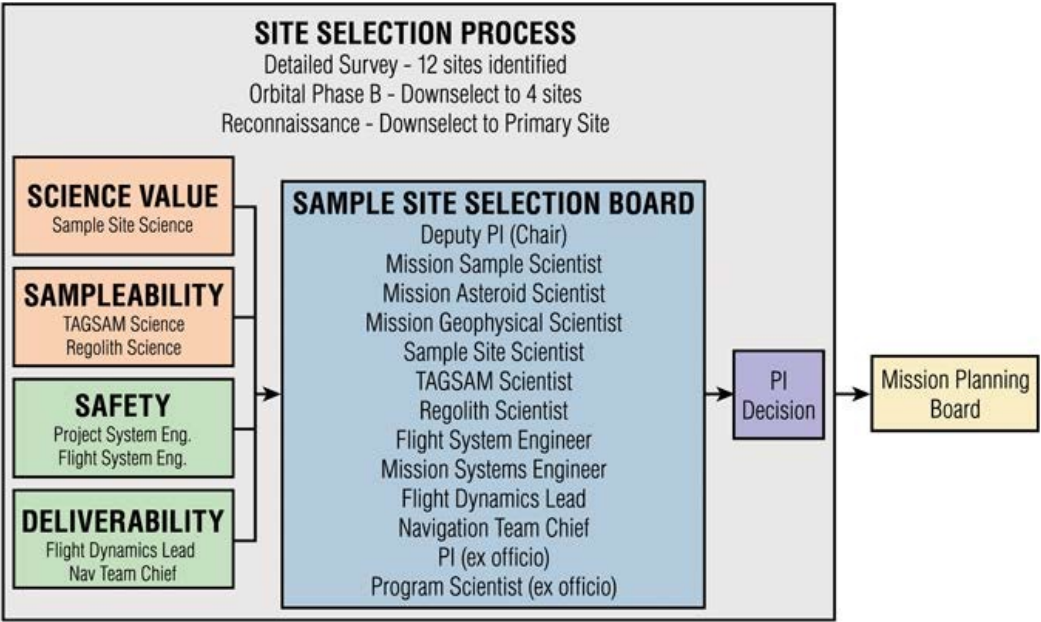 SITE SELECTION PROCESS
Detailed Survey - 12 sites identified
Orbital Phase B - Downselect to 4 sites
Reconnaissance - Downselect to Primary Site
SCIENCE VALUE
Sample Site Science
SAMPLEABILITY
TAGSAM Science
Regolith Science
SAFETY
Project System Eng.
Flight System Eng.
DELIVERABILITY
Flight Dynamics Lead
Nav Team Chief
SAMPLE SITE SELECTION BOARD
Deputy PI (Chair)
Mission Sample Scientist
Mission Asteroid Scientist
Mission Geophysical Scientist
Sample Site Scientist
TAGSAM Scientist
Regolith Scientist
Flight System Engineer
Mission Systems Engineer
Flight Dynamics Lead
Navigation Team Chief
PI (ex officio)
Program Scientist (ex officio)
PI
Decision
Mission Planning
Board